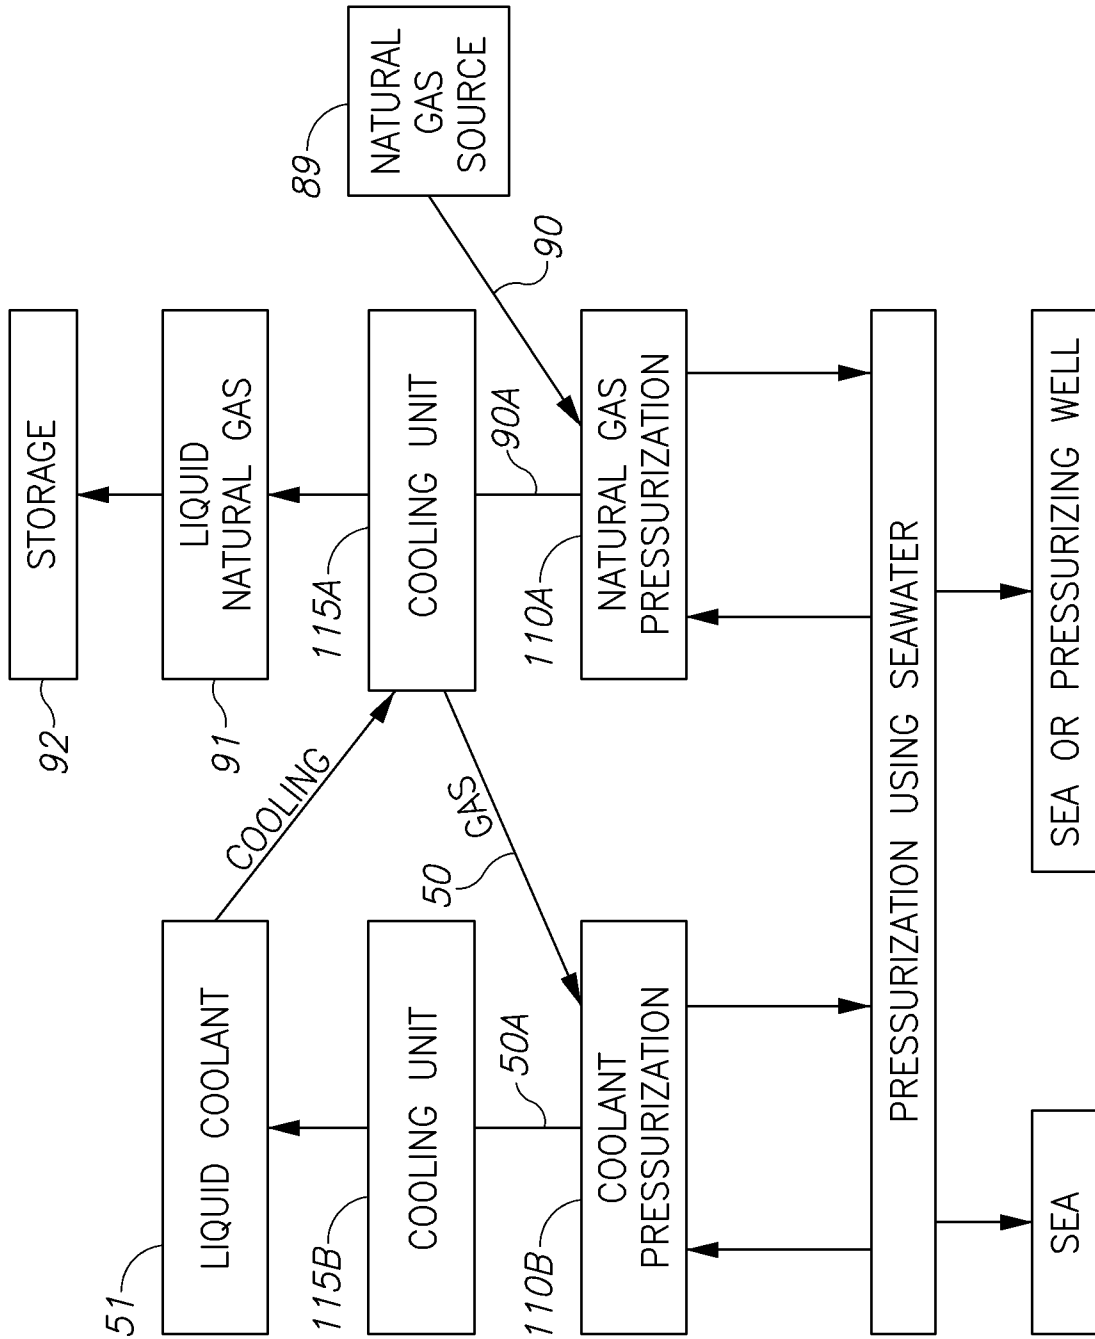 STORAGE
92
LIQUID
NATURAL GAS
91
LIQUID COOLANT
51
COOLING
NATURAL
GAS
SOURCE
89
COOLING UNIT
115A
COOLING UNIT
115B
GAS
50
90
90A
50A
NATURAL GAS
PRESSURIZATION
110A
COOLANT
PRESSURIZATION
110B
PRESSURIZATION USING SEAWATER
SEA
SEA OR PRESSURIZING WELL